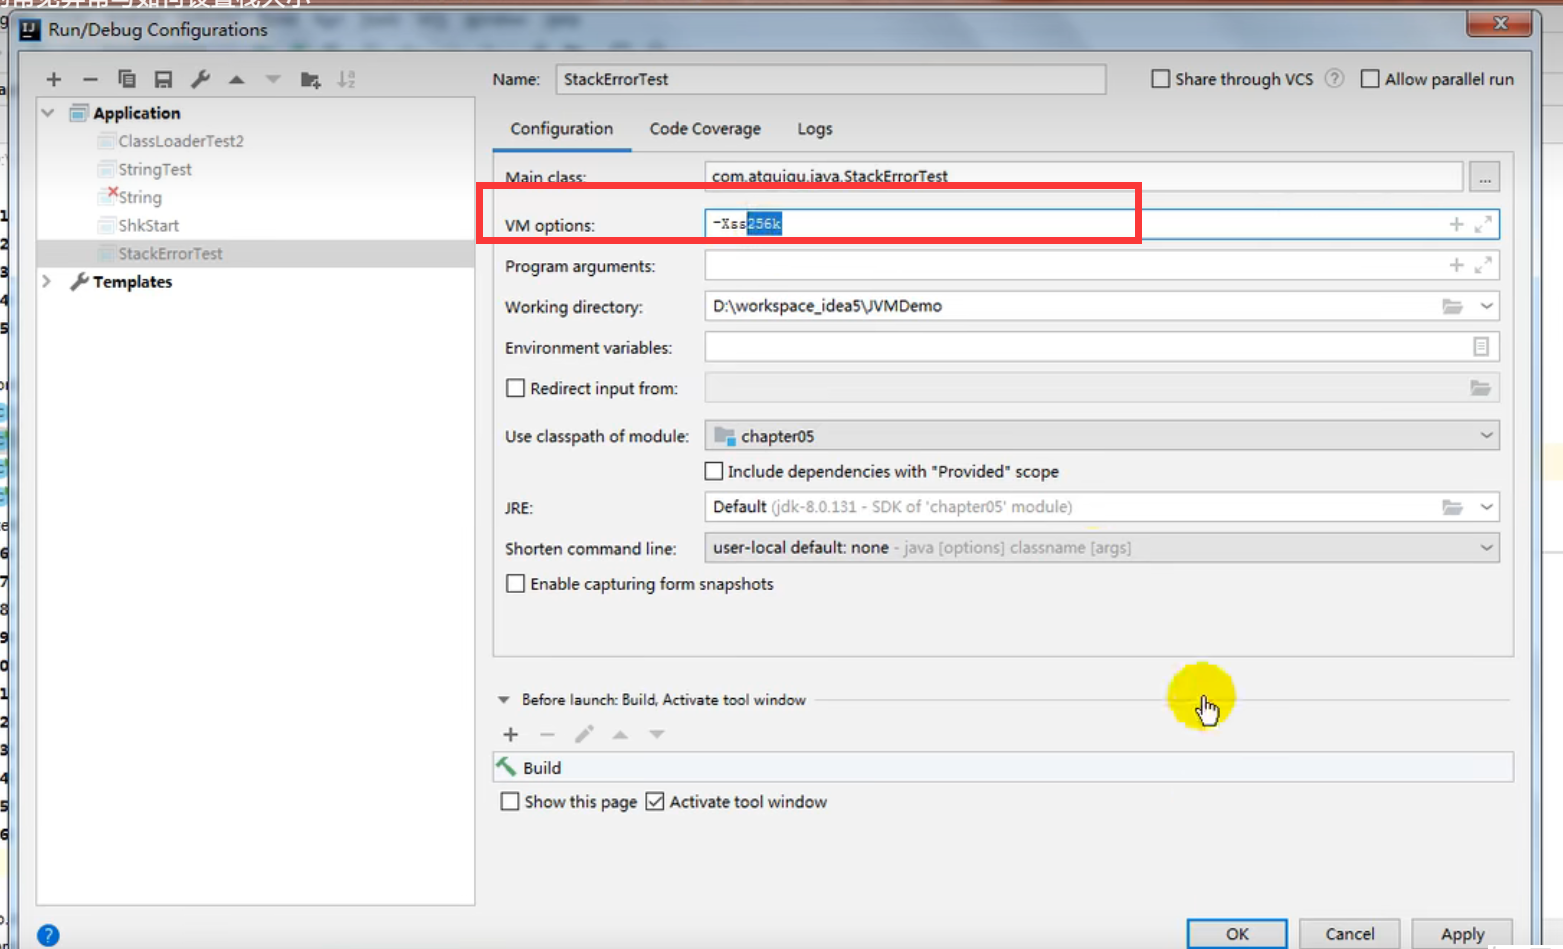 Run/Debug Configurations
Name: StackErrorTest
Share through VCS
Allow parallel run
Application
ClassLoaderTest2
StringTest
String
ShkStart
StackErrorTest
Templates
Configuration
Code Coverage
Logs
Main class: com.atguigu.java.StackErrorTest
...
VM options: -Xss256k
Program arguments:
Working directory: D:\workspace_idea5\JVMDemo
Environment variables:
Redirect input from:
Use classpath of module: chapter05
Include dependencies with "Provided" scope
JRE: Default (jdk-8.0.131 - SDK of 'chapter05' module)
Shorten command line: user-local default: none - java [options] classname [args]
Enable capturing form snapshots
Before launch: Build, Activate tool window
Build
Show this page
Activate tool window
OK
Cancel
Apply